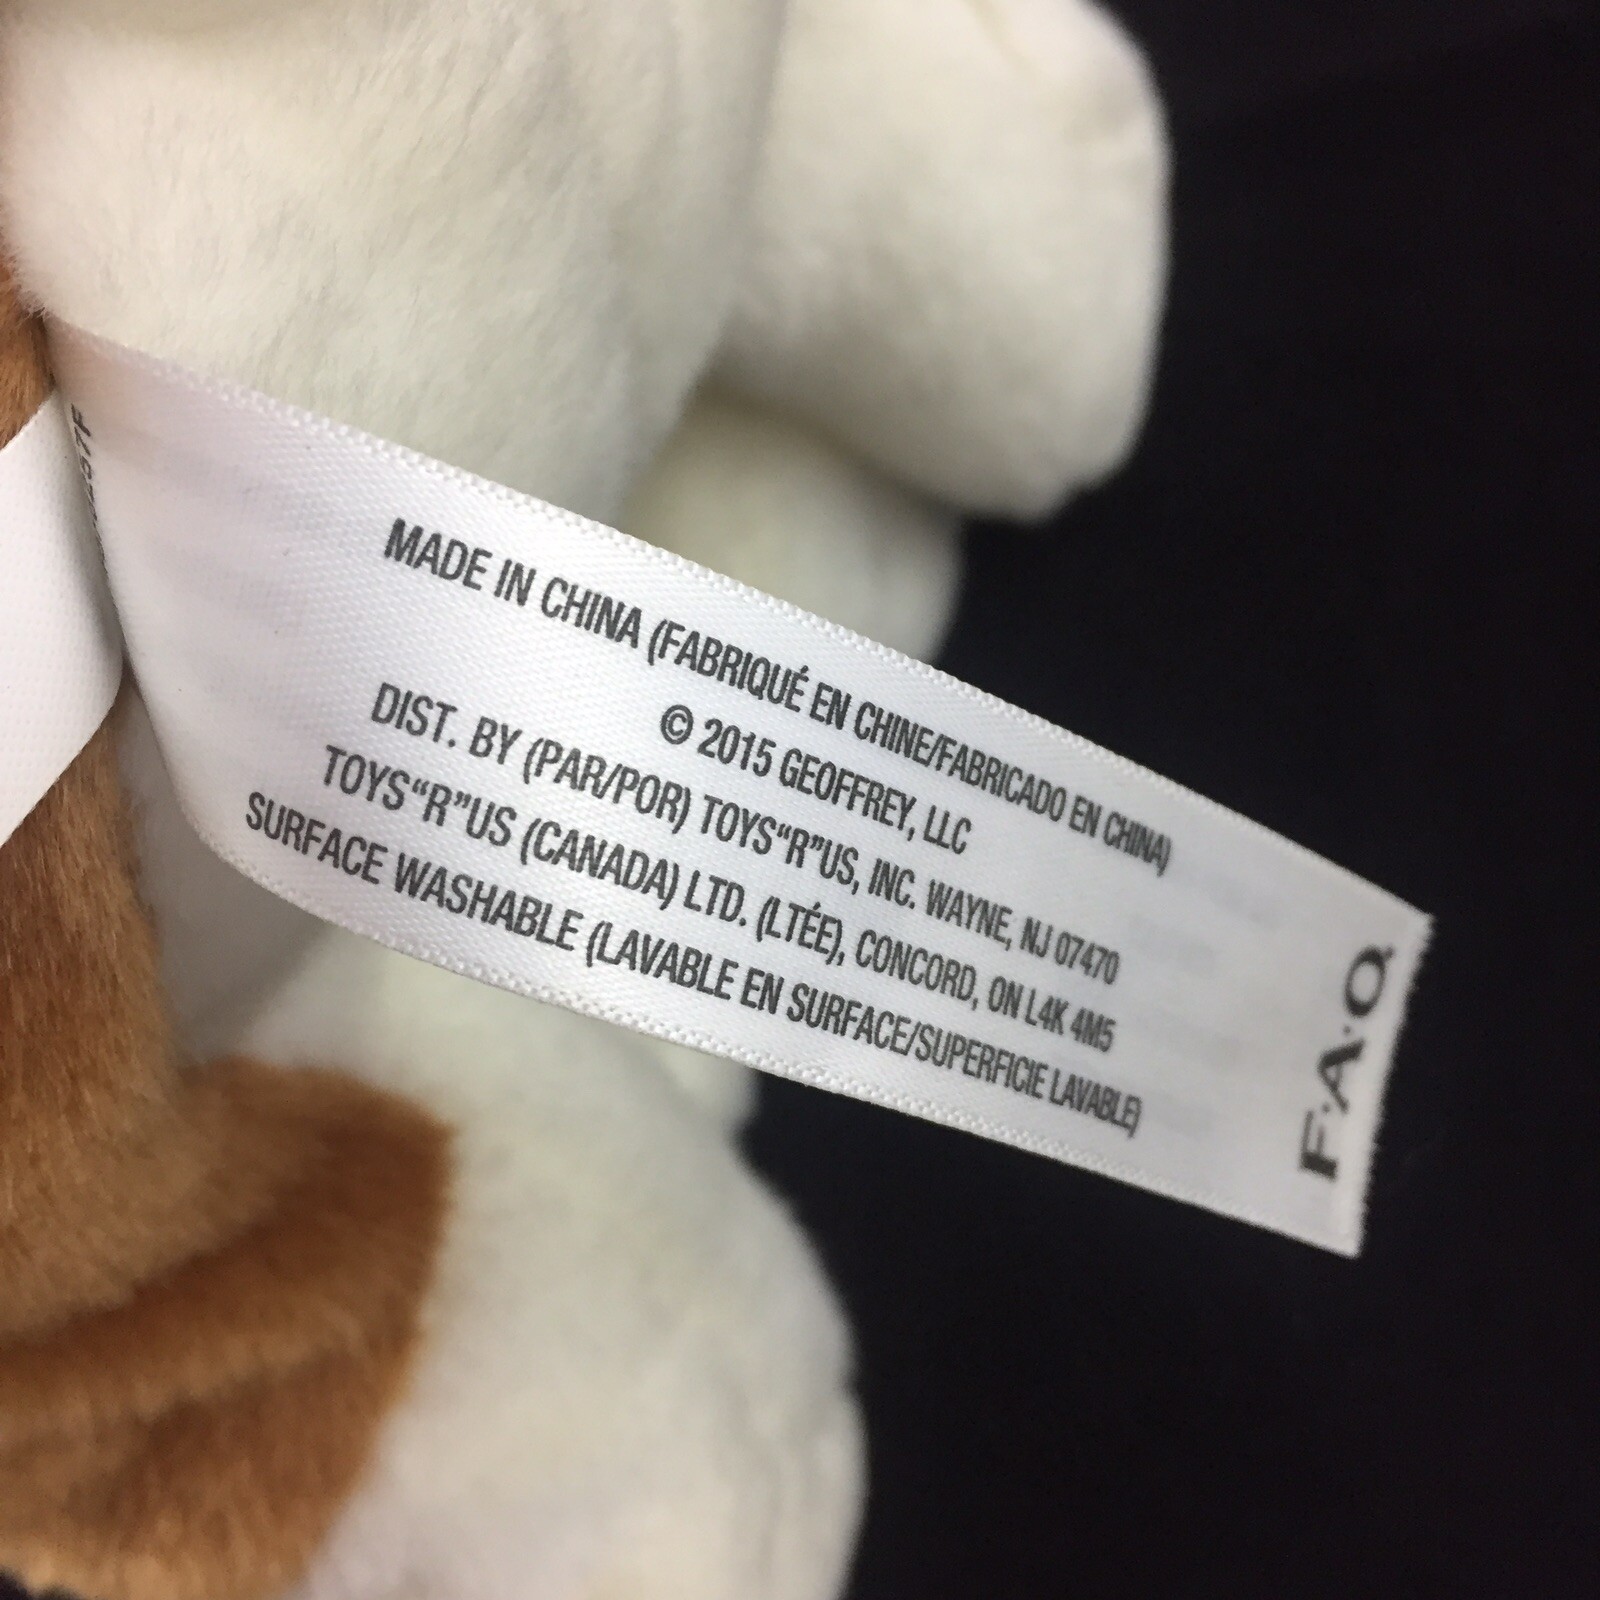 MADE IN CHINA (FABRIQUÉ EN CHINE/FABRICADO EN CHINA)
© 2015 GEOFFREY, LLC
DIST. BY (PAR/POR) TOYS“R”US, INC. WAYNE, NJ 07470
TOYS“R”US (CANADA) LTD. (LTÉE), CONCORD, ON L4K 4M5
SURFACE WASHABLE (LAVABLE EN SURFACE/SUPERFICIE LAVABLE)
F·A·O